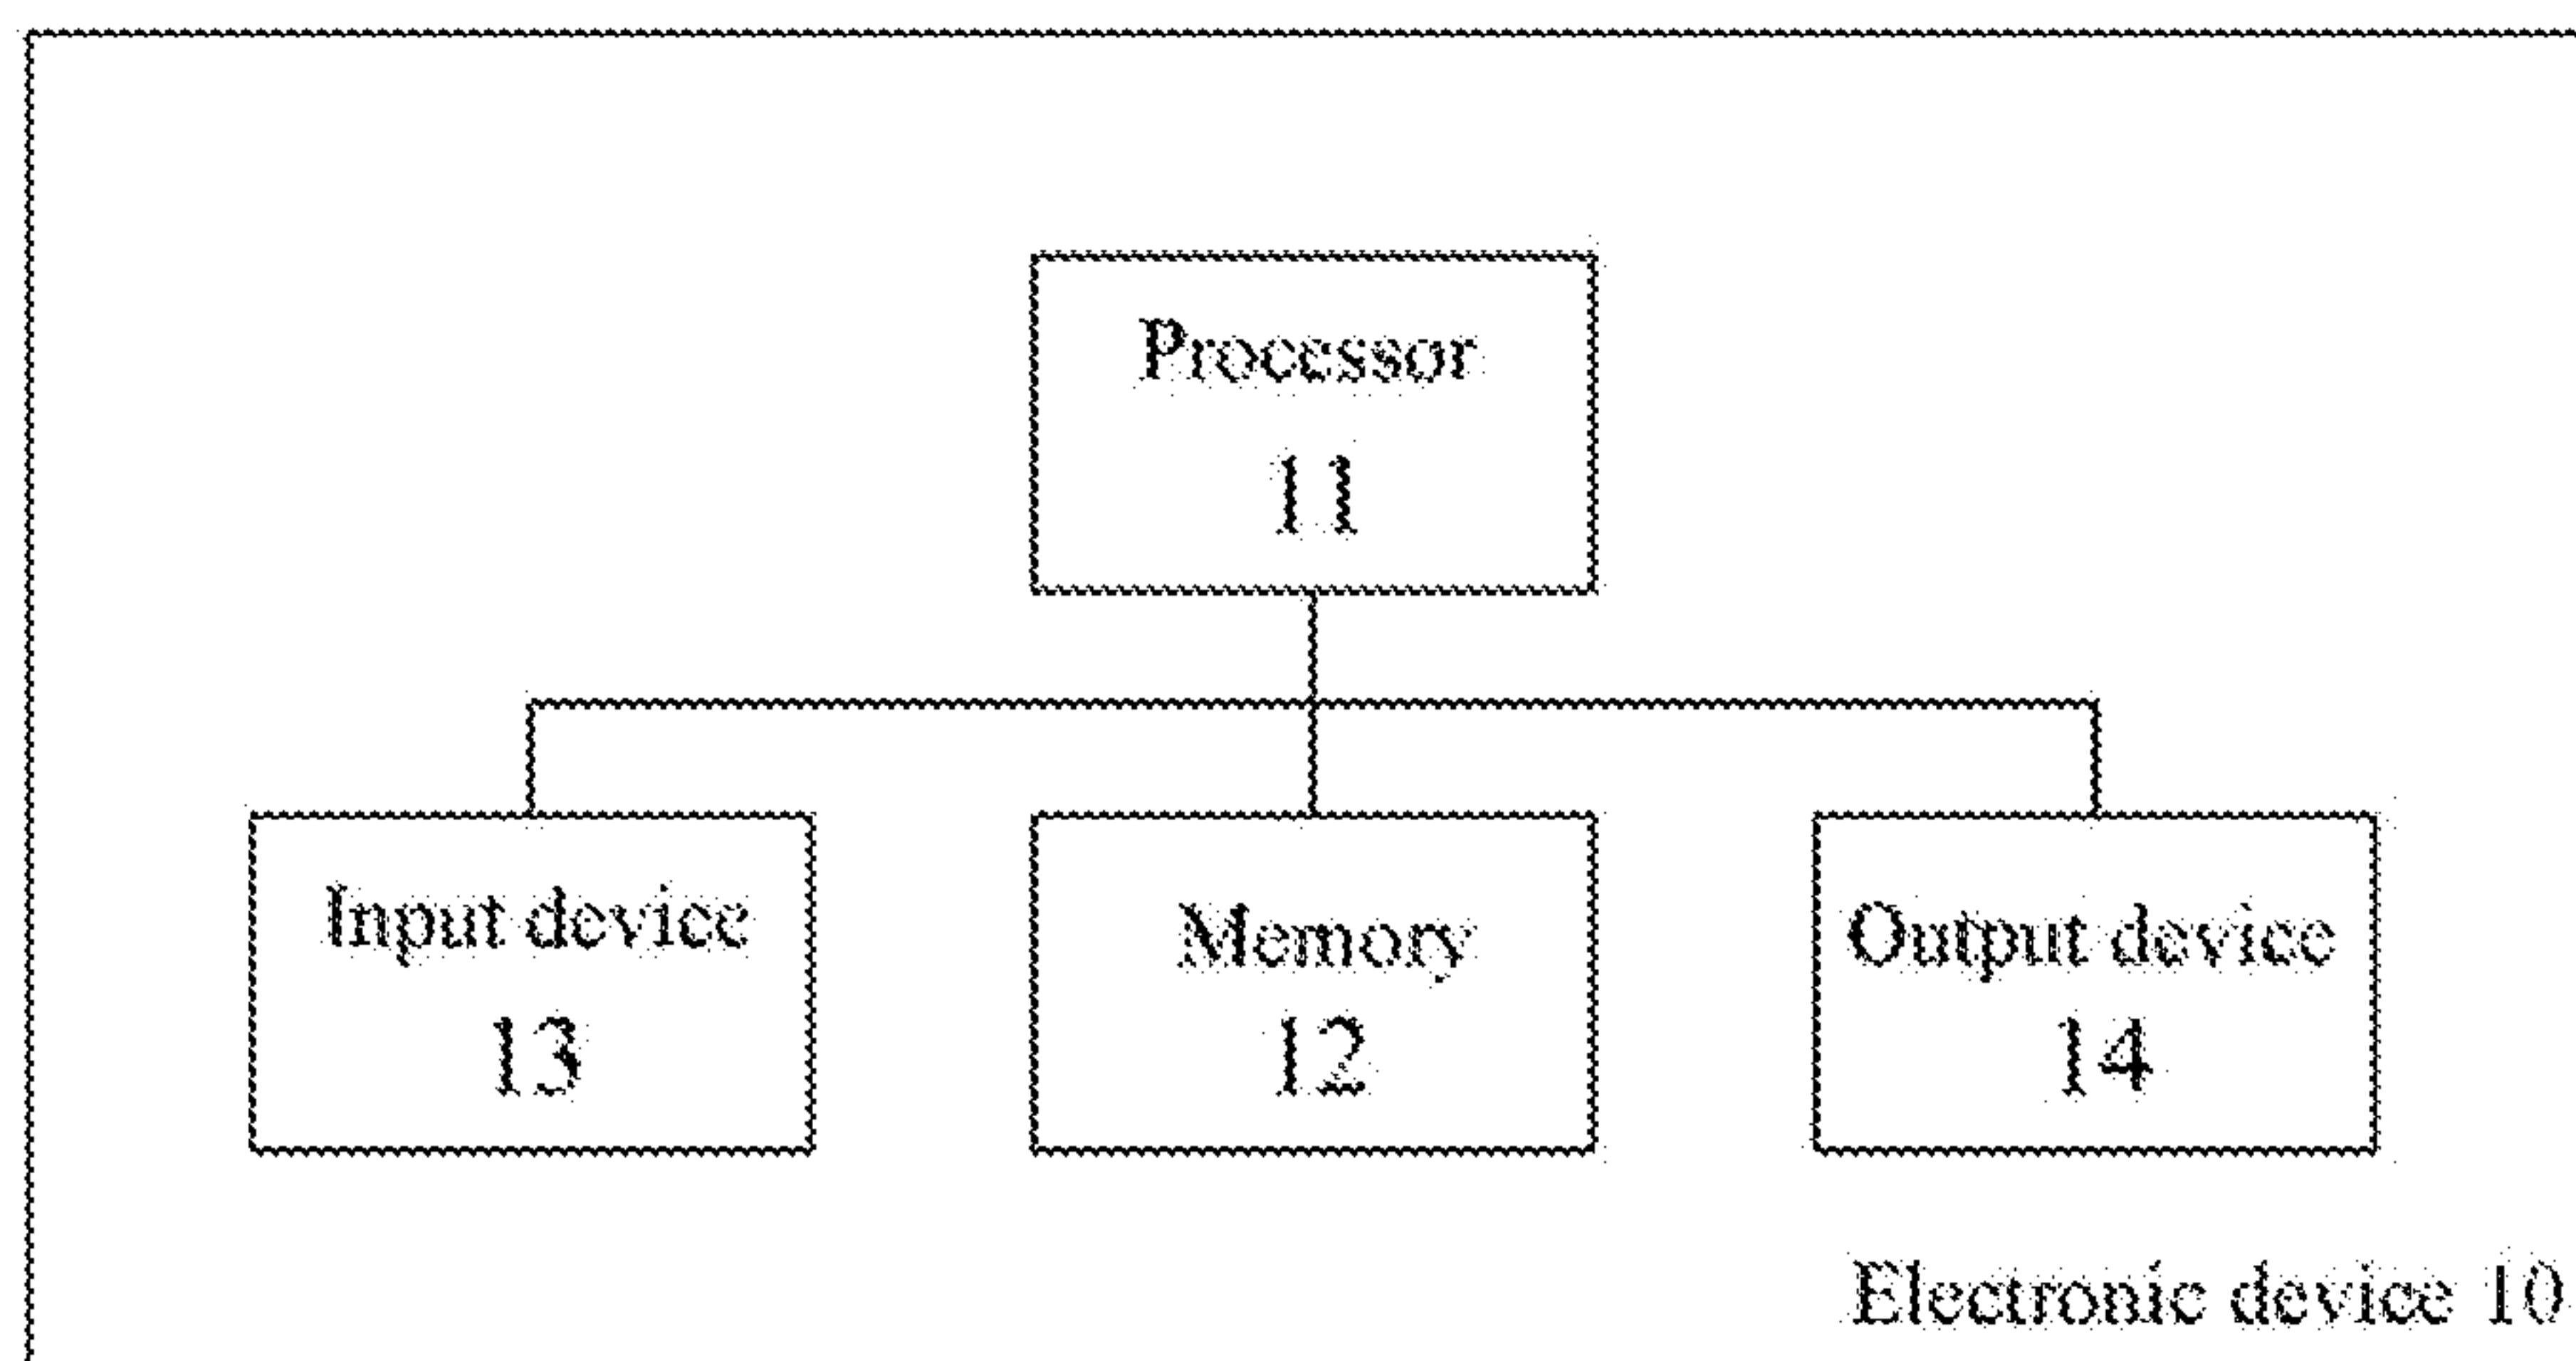 Processor
11
Input device
13
Memory
12
Output device
14
Electronic device 10